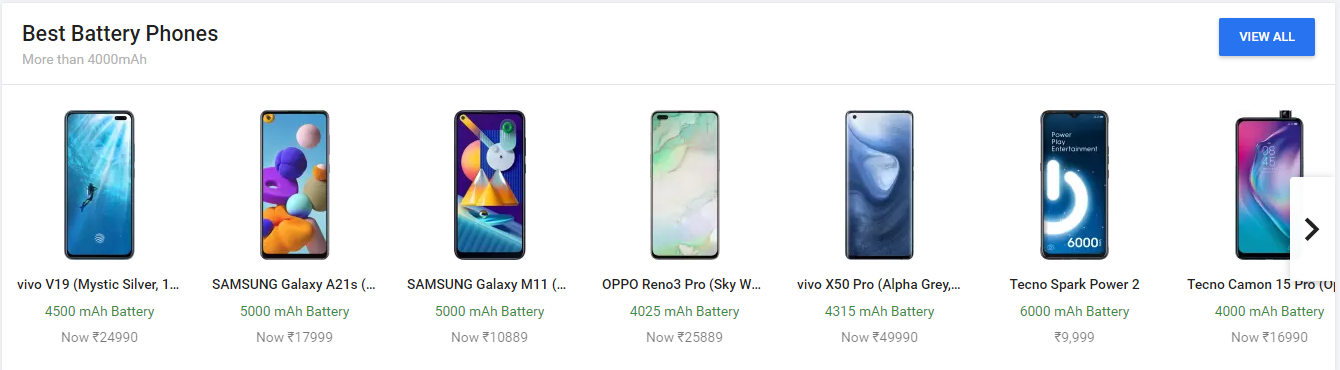 Best Battery Phones
More than 4000mAh
VIEW ALL
Power
Play
Entertainment
6000
08
45
vivo V19 (Mystic Silver, 1...
4500 mAh Battery
Now ₹24990
SAMSUNG Galaxy A21s (...
5000 mAh Battery
Now ₹17999
SAMSUNG Galaxy M11 (...
5000 mAh Battery
Now ₹10889
OPPO Reno3 Pro (Sky W...
4025 mAh Battery
Now ₹25889
vivo X50 Pro (Alpha Grey,...
4315 mAh Battery
Now ₹49990
Tecno Spark Power 2
6000 mAh Battery
₹9,999
Tecno Camon 15 Pro (Op
4000 mAh Battery
Now ₹16990